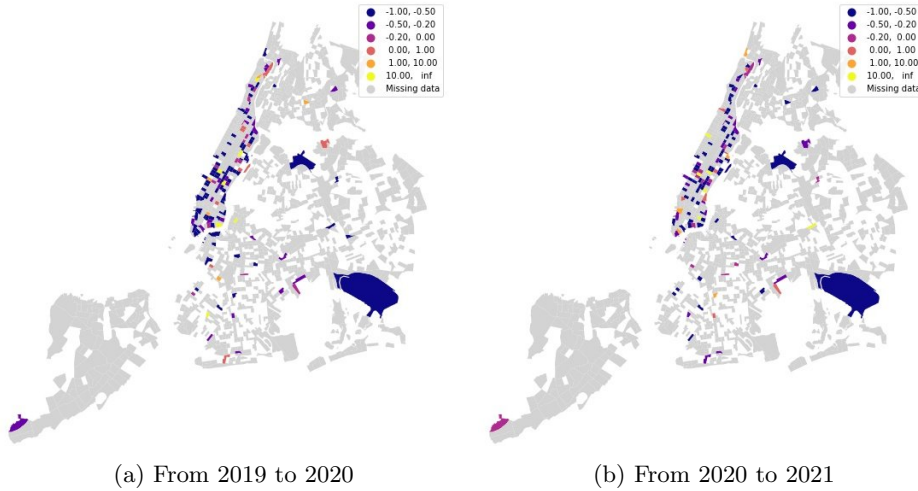 -1.00, -0.50
-0.50, -0.20
-0.20, 0.00
0.00, 1.00
1.00, 10.00
10.00, inf
Missing data
-1.00, -0.50
-0.50, -0.20
-0.20, 0.00
0.00, 1.00
1.00, 10.00
10.00, inf
Missing data
(a) From 2019 to 2020
(b) From 2020 to 2021